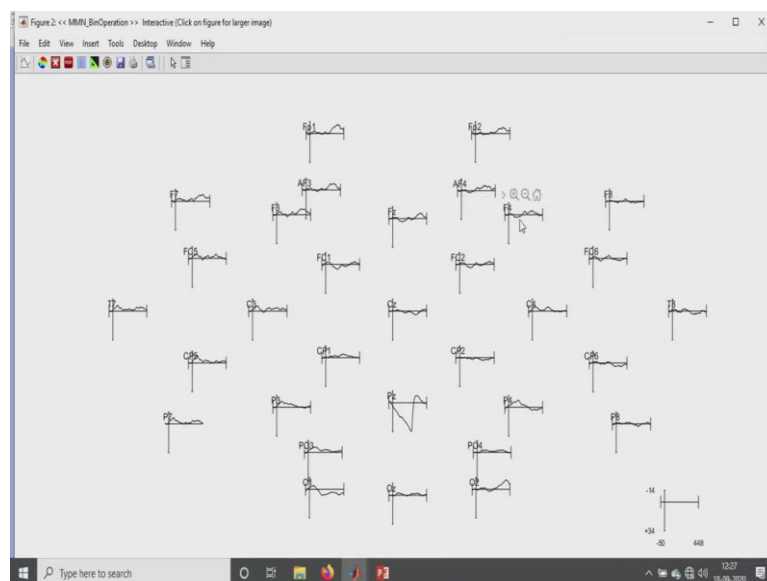 Figure 2: << MMN_BinOperation >> Interactive (Click on figure for larger image)
File Edit View Insert Tools Desktop Window Help
Fp1 Fp2
AF3 AF4
F7 F3 Fz F4 F8
FC5 FC1 FC2 FC6
T7 C3 Cz C4 T8
CP5 CP1 CP2 CP6
P7 P3 Pz P4 P8
PO3 PO4
O1 Oz O2
-14
+34
-50 448
Type here to search
12:27
18-09-2020